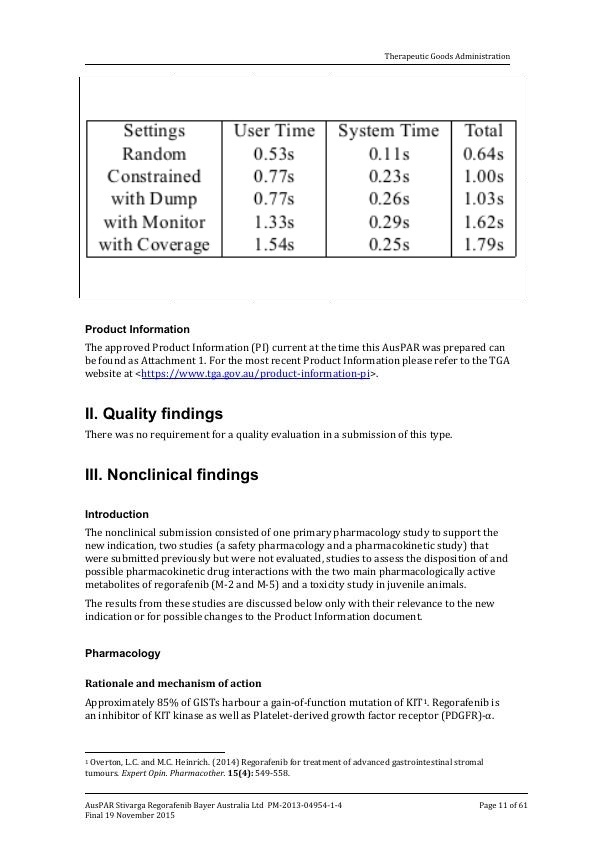 Therapeutic Goods Administration
Settings User Time System Time Total
Random 0.53s 0.11s 0.64s
Constrained 0.77s 0.23s 1.00s
with Dump 0.77s 0.26s 1.03s
with Monitor 1.33s 0.29s 1.62s
with Coverage 1.54s 0.25s 1.79s
Product Information
The approved Product Information (PI) current at the time this AusPAR was prepared can
be found as Attachment 1. For the most recent Product Information please refer to the TGA
website at <https://www.tga.gov.au/product-information-pi>.
II. Quality findings
There was no requirement for a quality evaluation in a submission of this type.
III. Nonclinical findings
Introduction
The nonclinical submission consisted of one primary pharmacology study to support the
new indication, two studies (a safety pharmacology and a pharmacokinetic study) that
were submitted previously but were not evaluated, studies to assess the disposition of and
possible pharmacokinetic drug interactions with the two main pharmacologically active
metabolites of regorafenib (M-2 and M-5) and a toxicity study in juvenile animals.
The results from these studies are discussed below only with their relevance to the new
indication or for possible changes to the Product Information document.
Pharmacology
Rationale and mechanism of action
Approximately 85% of GISTs harbour a gain-of-function mutation of KIT¹. Regorafenib is
an inhibitor of KIT kinase as well as Platelet-derived growth factor receptor (PDGFR)-α.
¹ Overton, L.C. and M.C. Heinrich. (2014) Regorafenib for treatment of advanced gastrointestinal stromal
tumours. Expert Opin. Pharmacother. 15(4): 549-558.
AusPAR Stivarga Regorafenib Bayer Australia Ltd PM-2013-04954-1-4 Page 11 of 61
Final 19 November 2015